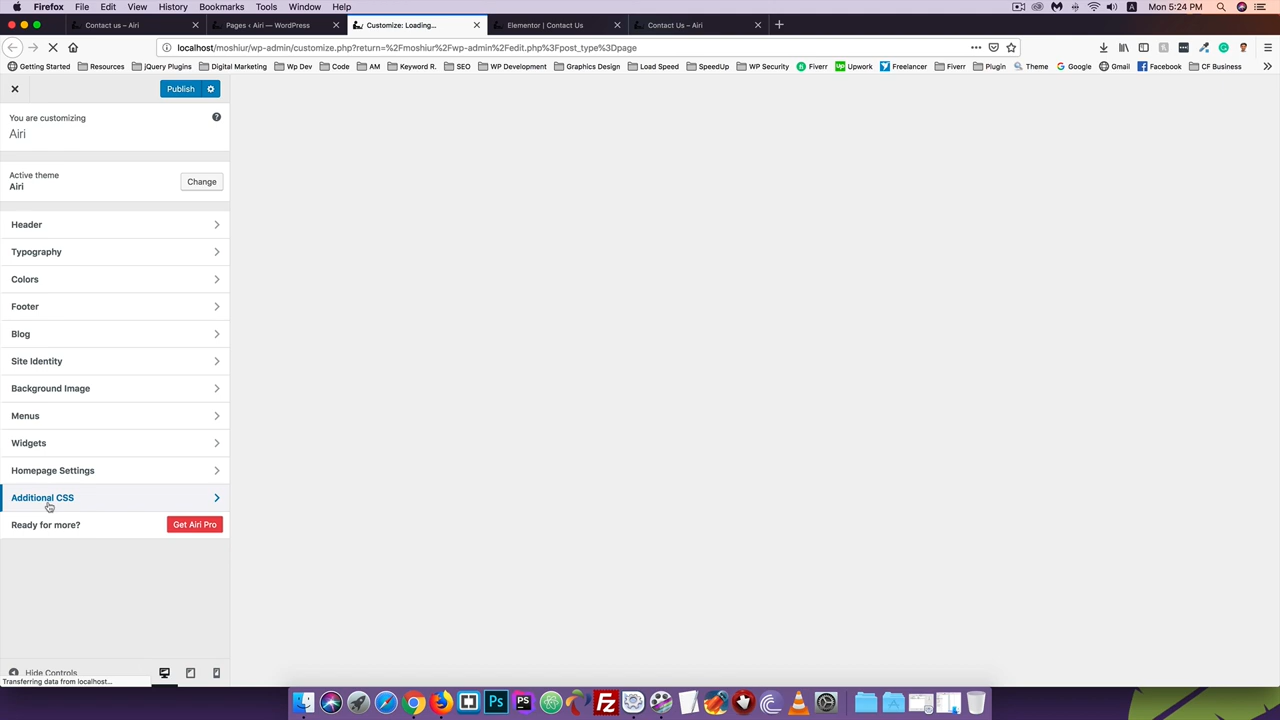 Firefox File Edit View History Bookmarks Tools Window Help Mon 5:24 PM
Contact us – Airi Pages ‹ Airi — WordPress Customize: Loading... Elementor | Contact Us Contact Us – Airi
localhost/moshiur/wp-admin/customize.php?return=%2Fmoshiur%2Fwp-admin%2Fedit.php%3Fpost_type%3Dpage
Getting Started Resources jQuery Plugins Digital Marketing Wp Dev Code AM Keyword R. SEO WP Development Graphics Design Load Speed SpeedUp WP Security Fiverr Upwork Freelancer Fiverr Plugin Theme Google Gmail Facebook CF Business
Publish
You are customizing
Airi
Active theme
Airi
Change
Header
Typography
Colors
Footer
Blog
Site Identity
Background Image
Menus
Widgets
Homepage Settings
Additional CSS
Ready for more? Get Airi Pro
Hide Controls
Transferring data from localhost...